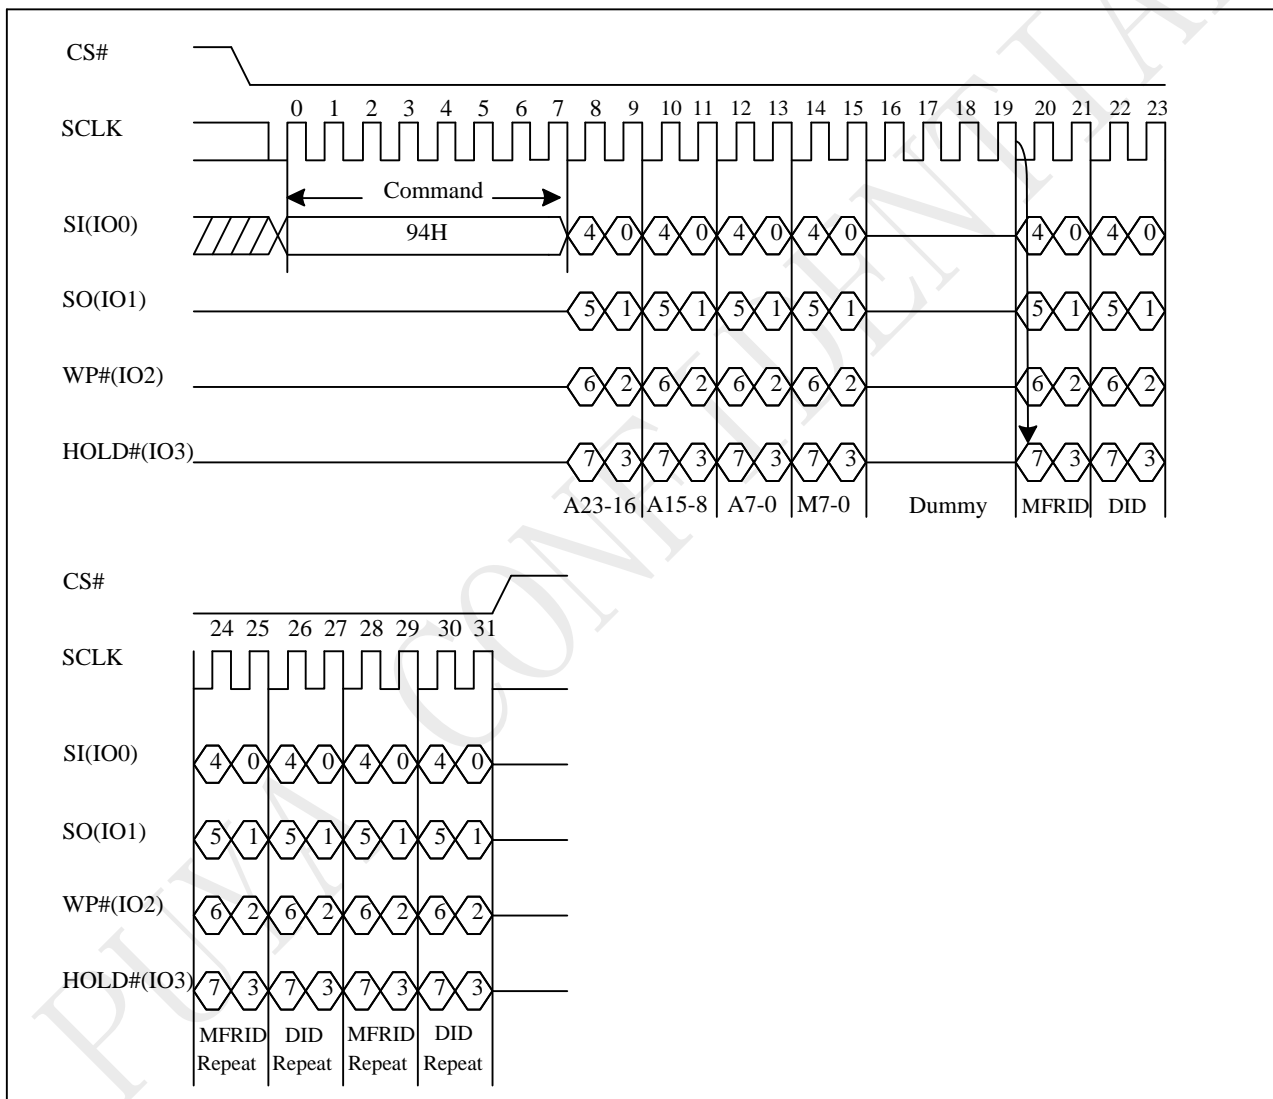 CS#
0 1 2 3 4 5 6 7 8 9 10 11 12 13 14 15 16 17 18 19 20 21 22 23
SCLK
Command
SI(IO0) 94H 4 0 4 0 4 0 4 0 4 0 4 0
SO(IO1) 5 1 5 1 5 1 5 1 5 1 5 1
WP#(IO2) 6 2 6 2 6 2 6 2 6 2 6 2
HOLD#(IO3) 7 3 7 3 7 3 7 3 7 3 7 3
A23-16 A15-8 A7-0 M7-0 Dummy MFRID DID
CS#
24 25 26 27 28 29 30 31
SCLK
SI(IO0) 4 0 4 0 4 0 4 0
SO(IO1) 5 1 5 1 5 1 5 1
WP#(IO2) 6 2 6 2 6 2 6 2
HOLD#(IO3) 7 3 7 3 7 3 7 3
MFRID DID MFRID DID
Repeat Repeat Repeat Repeat
PUYA CONFIDENTIAL